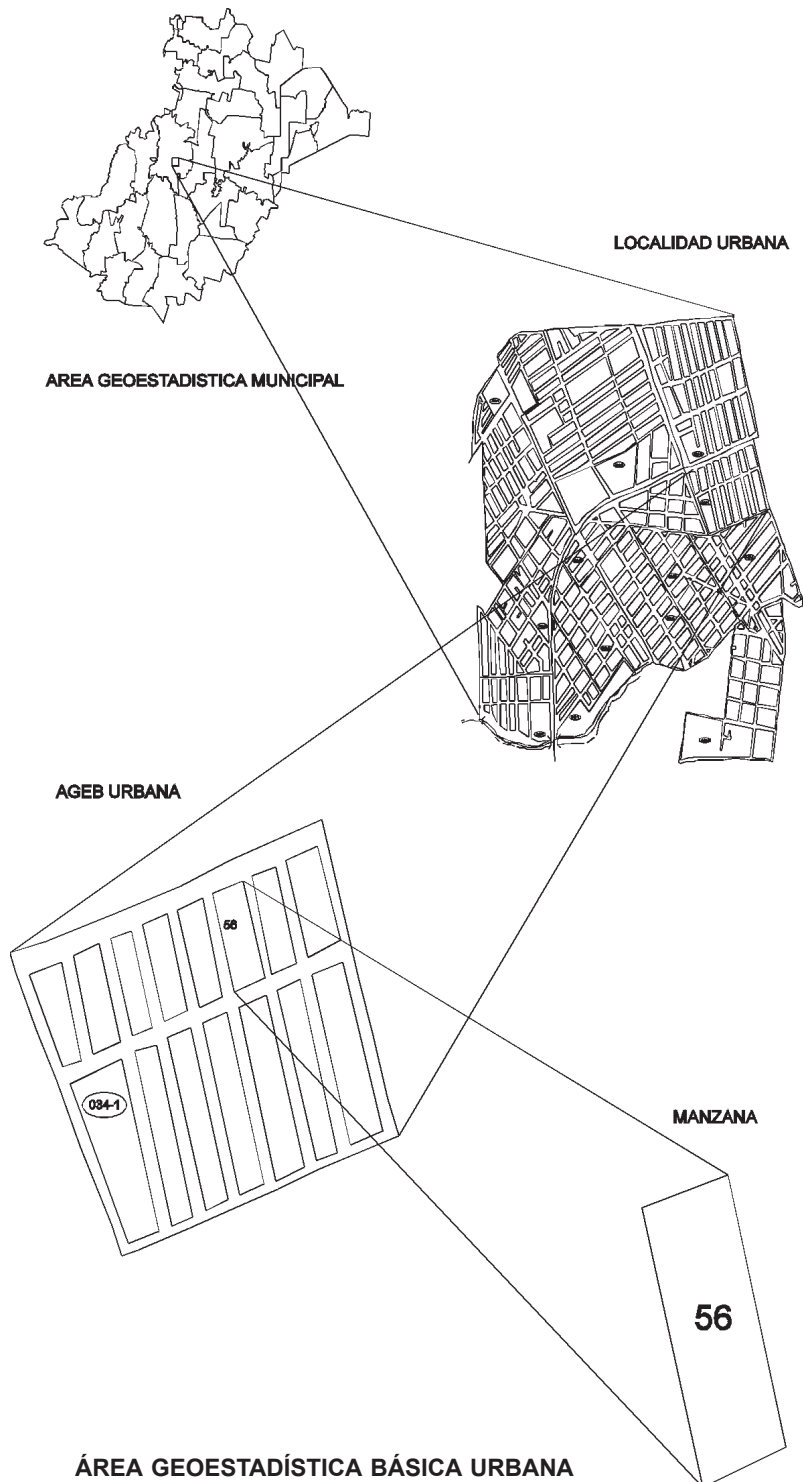 LOCALIDAD URBANA
AREA GEOESTADISTICA MUNICIPAL
AGEB URBANA
56
034-1
MANZANA
56
ÁREA GEOESTADÍSTICA BÁSICA URBANA